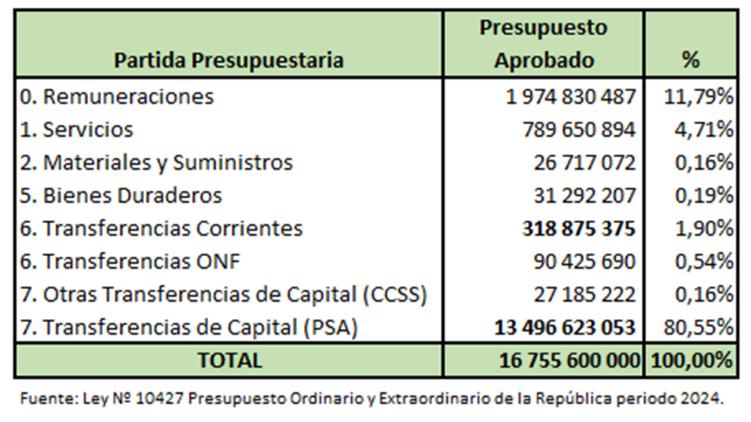 Partida Presupuestaria Presupuesto Aprobado %
0. Remuneraciones 1 974 830 487 11,79%
1. Servicios 789 650 894 4,71%
2. Materiales y Suministros 26 717 072 0,16%
5. Bienes Duraderos 31 292 207 0,19%
6. Transferencias Corrientes 318 875 375 1,90%
6. Transferencias ONF 90 425 690 0,54%
7. Otras Transferencias de Capital (CCSS) 27 185 222 0,16%
7. Transferencias de Capital (PSA) 13 496 623 053 80,55%
TOTAL 16 755 600 000 100,00%
Fuente: Ley Nº 10427 Presupuesto Ordinario y Extraordinario de la República periodo 2024.